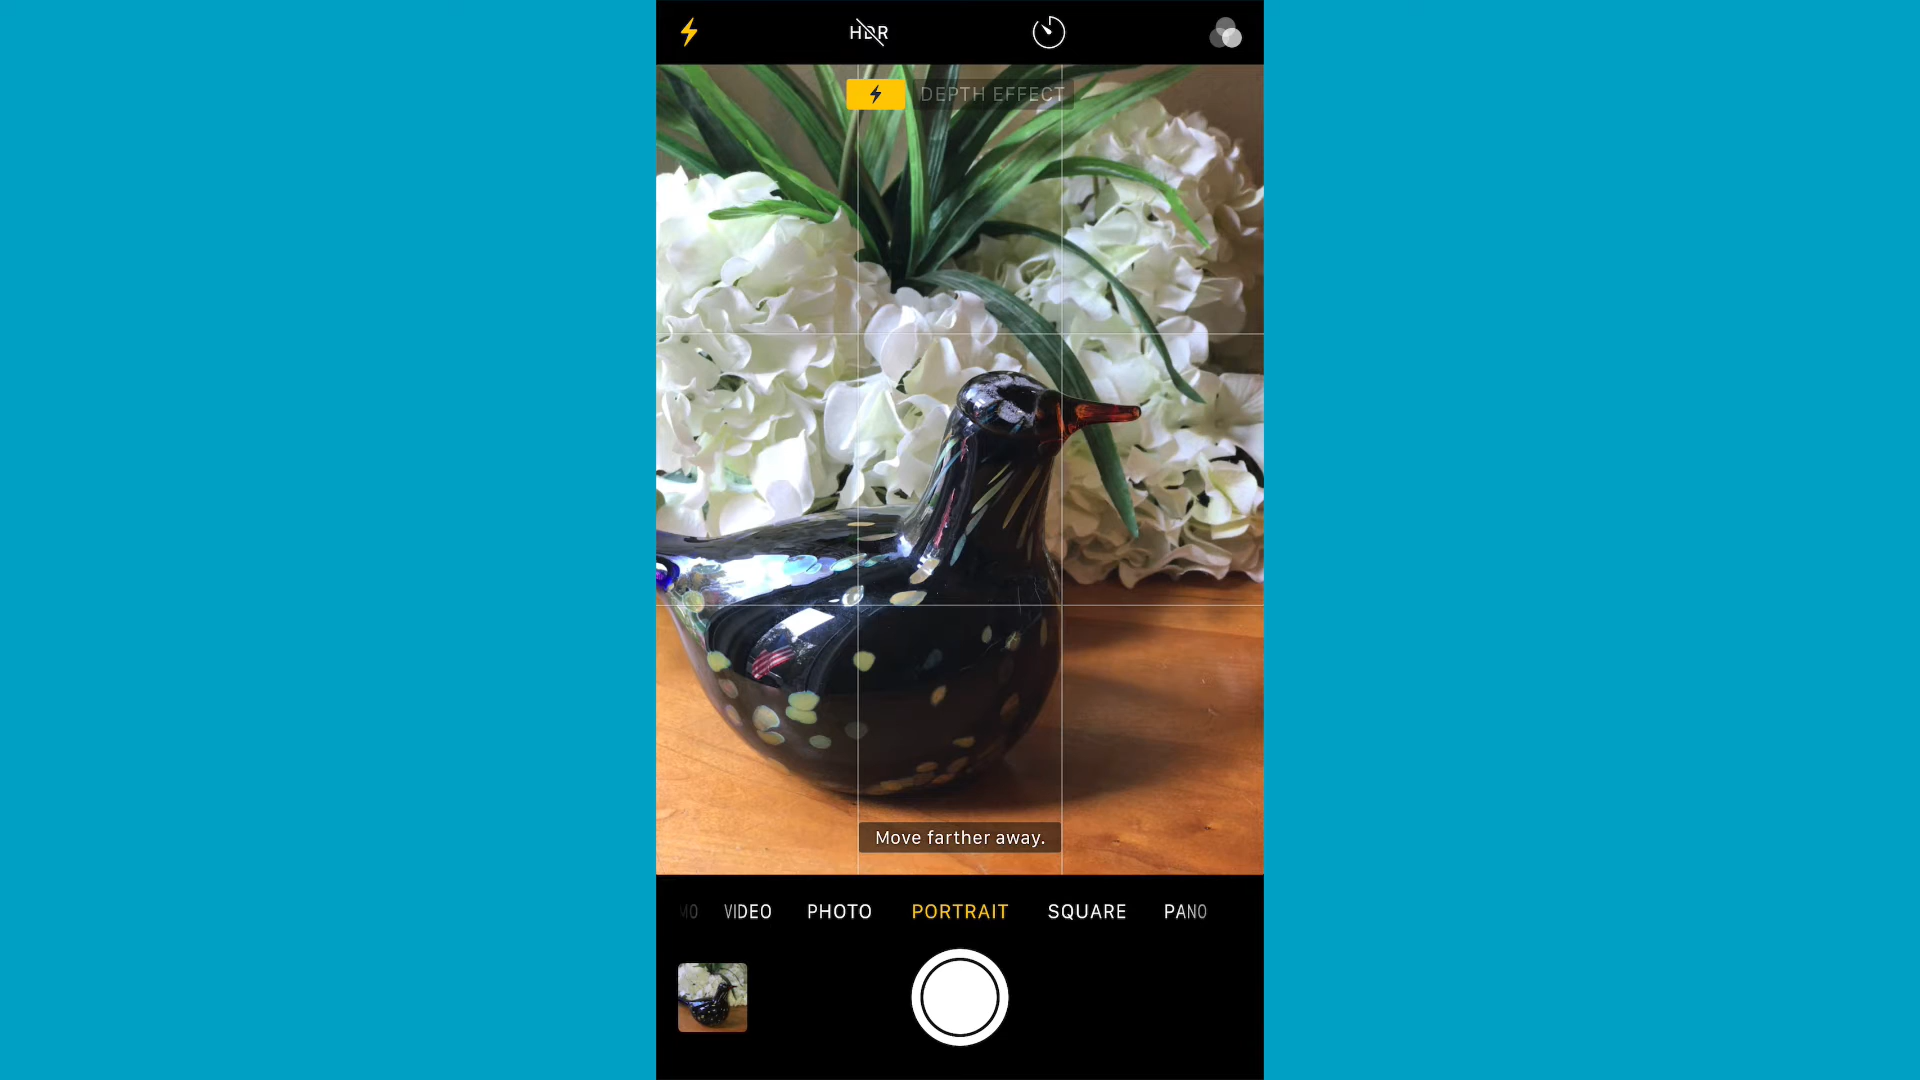 HDR
DEPTH EFFECT
Move farther away.
VIDEO PHOTO PORTRAIT SQUARE PANO